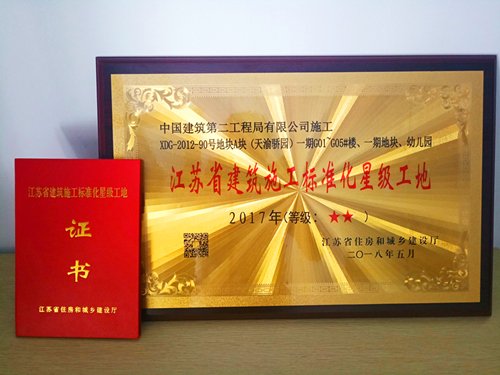 中国建筑第二工程局有限公司施工
XDG-2012-90号地块A块（天渝骄园）一期G01~G05#楼、一期地块、幼儿园
江苏省建筑施工标准化星级工地
2017年(等级：★★)
江苏省住房和城乡建设厅
二〇一八年五月
江苏省建筑施工标准化星级工地
证
书
江苏省住房和城乡建设厅